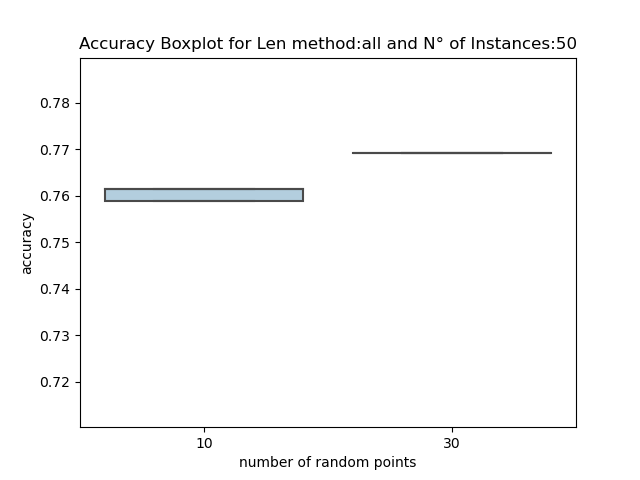 Accuracy Boxplot for Len method:all and N° of Instances:50
0.78
0.77
0.76
0.75
0.74
0.73
0.72
accuracy
10 30
number of random points